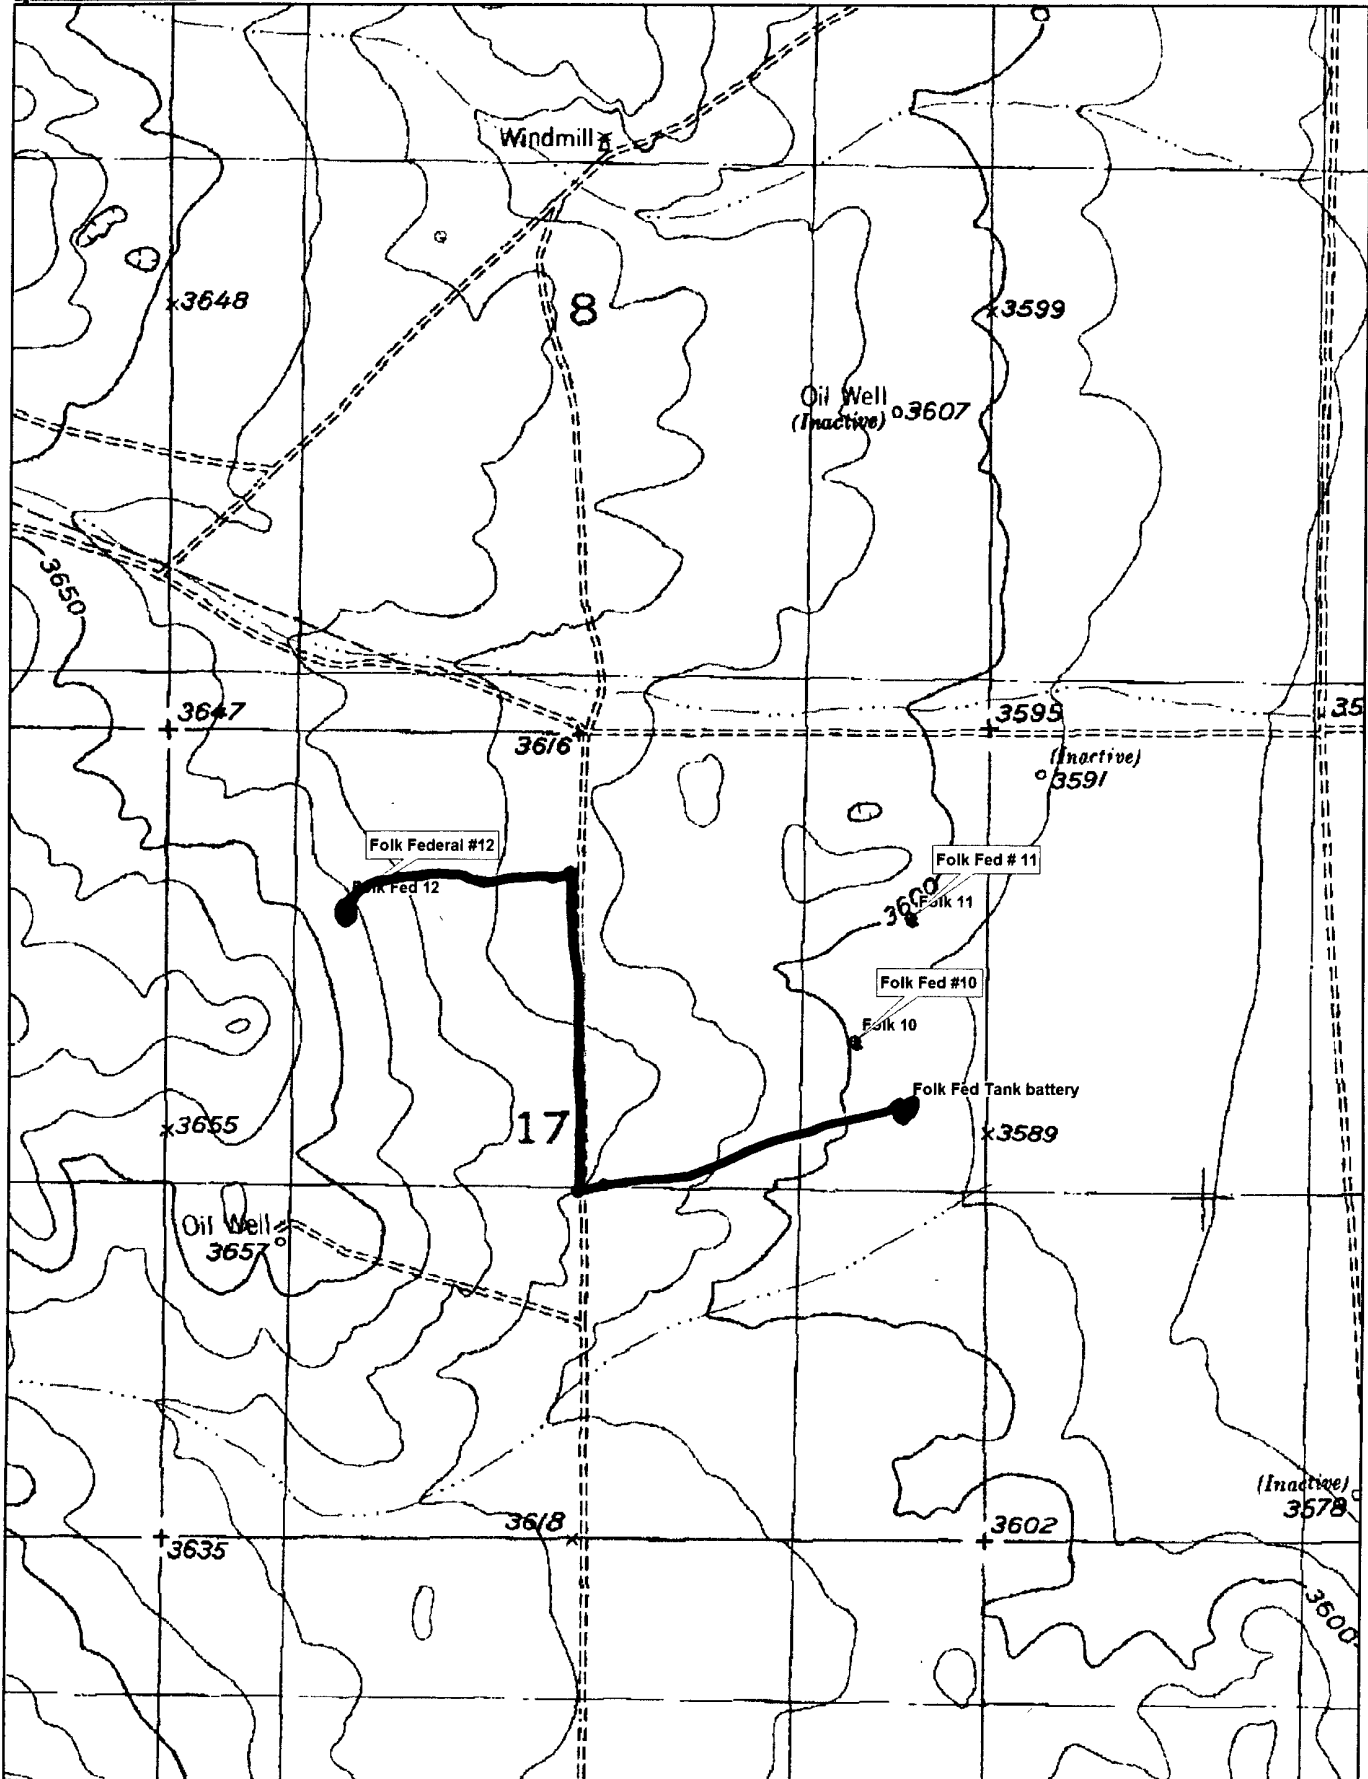 Windmill
3648
8
3599
Oil Well
(Inactive)
3607
3650
3647
3595
35
3616
(Inactive)
3591
Folk Federal #12
Folk Fed # 11
Folk Fed 12
3600
Folk 11
Folk Fed #10
Folk 10
Folk Fed Tank battery
3655
17
3589
Oil Well
3657
(Inactive)
3578
3618
3602
3635
3600